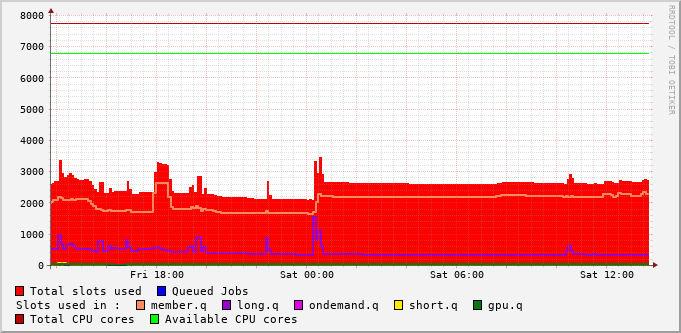 8000
7000
6000
5000
4000
3000
2000
1000
0
Fri 18:00 Sat 00:00 Sat 06:00 Sat 12:00
RRDTOOL / TOBI OETIKER
Total slots used Queued Jobs
Slots used in : member.q long.q ondemand.q short.q gpu.q
Total CPU cores Available CPU cores